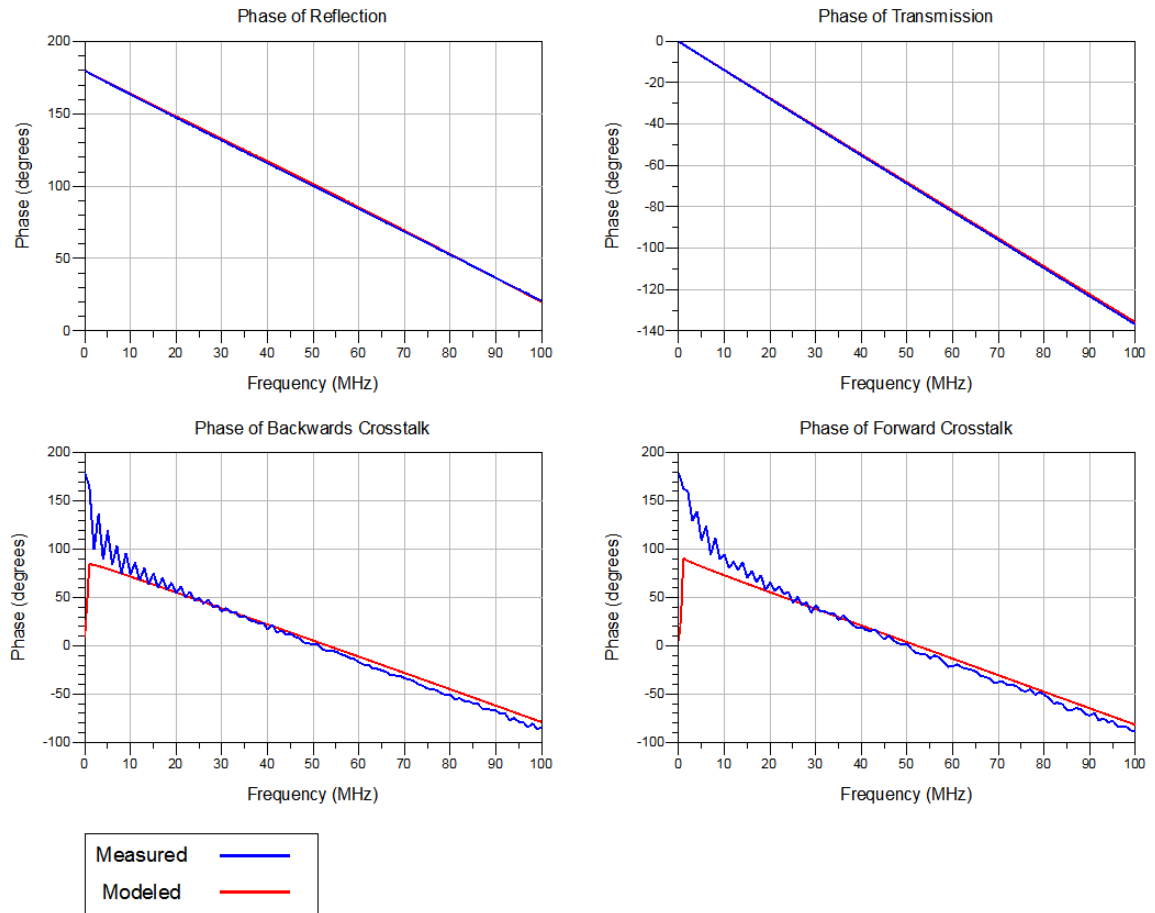 Phase of Reflection
200
150
100
50
0
Phase (degrees)
0 10 20 30 40 50 60 70 80 90 100
Frequency (MHz)
Phase of Transmission
0
-20
-40
-60
-80
-100
-120
-140
Phase (degrees)
0 10 20 30 40 50 60 70 80 90 100
Frequency (MHz)
Phase of Backwards Crosstalk
200
150
100
50
0
-50
-100
Phase (degrees)
0 10 20 30 40 50 60 70 80 90 100
Frequency (MHz)
Phase of Forward Crosstalk
200
150
100
50
0
-50
-100
Phase (degrees)
0 10 20 30 40 50 60 70 80 90 100
Frequency (MHz)
Measured
Modeled